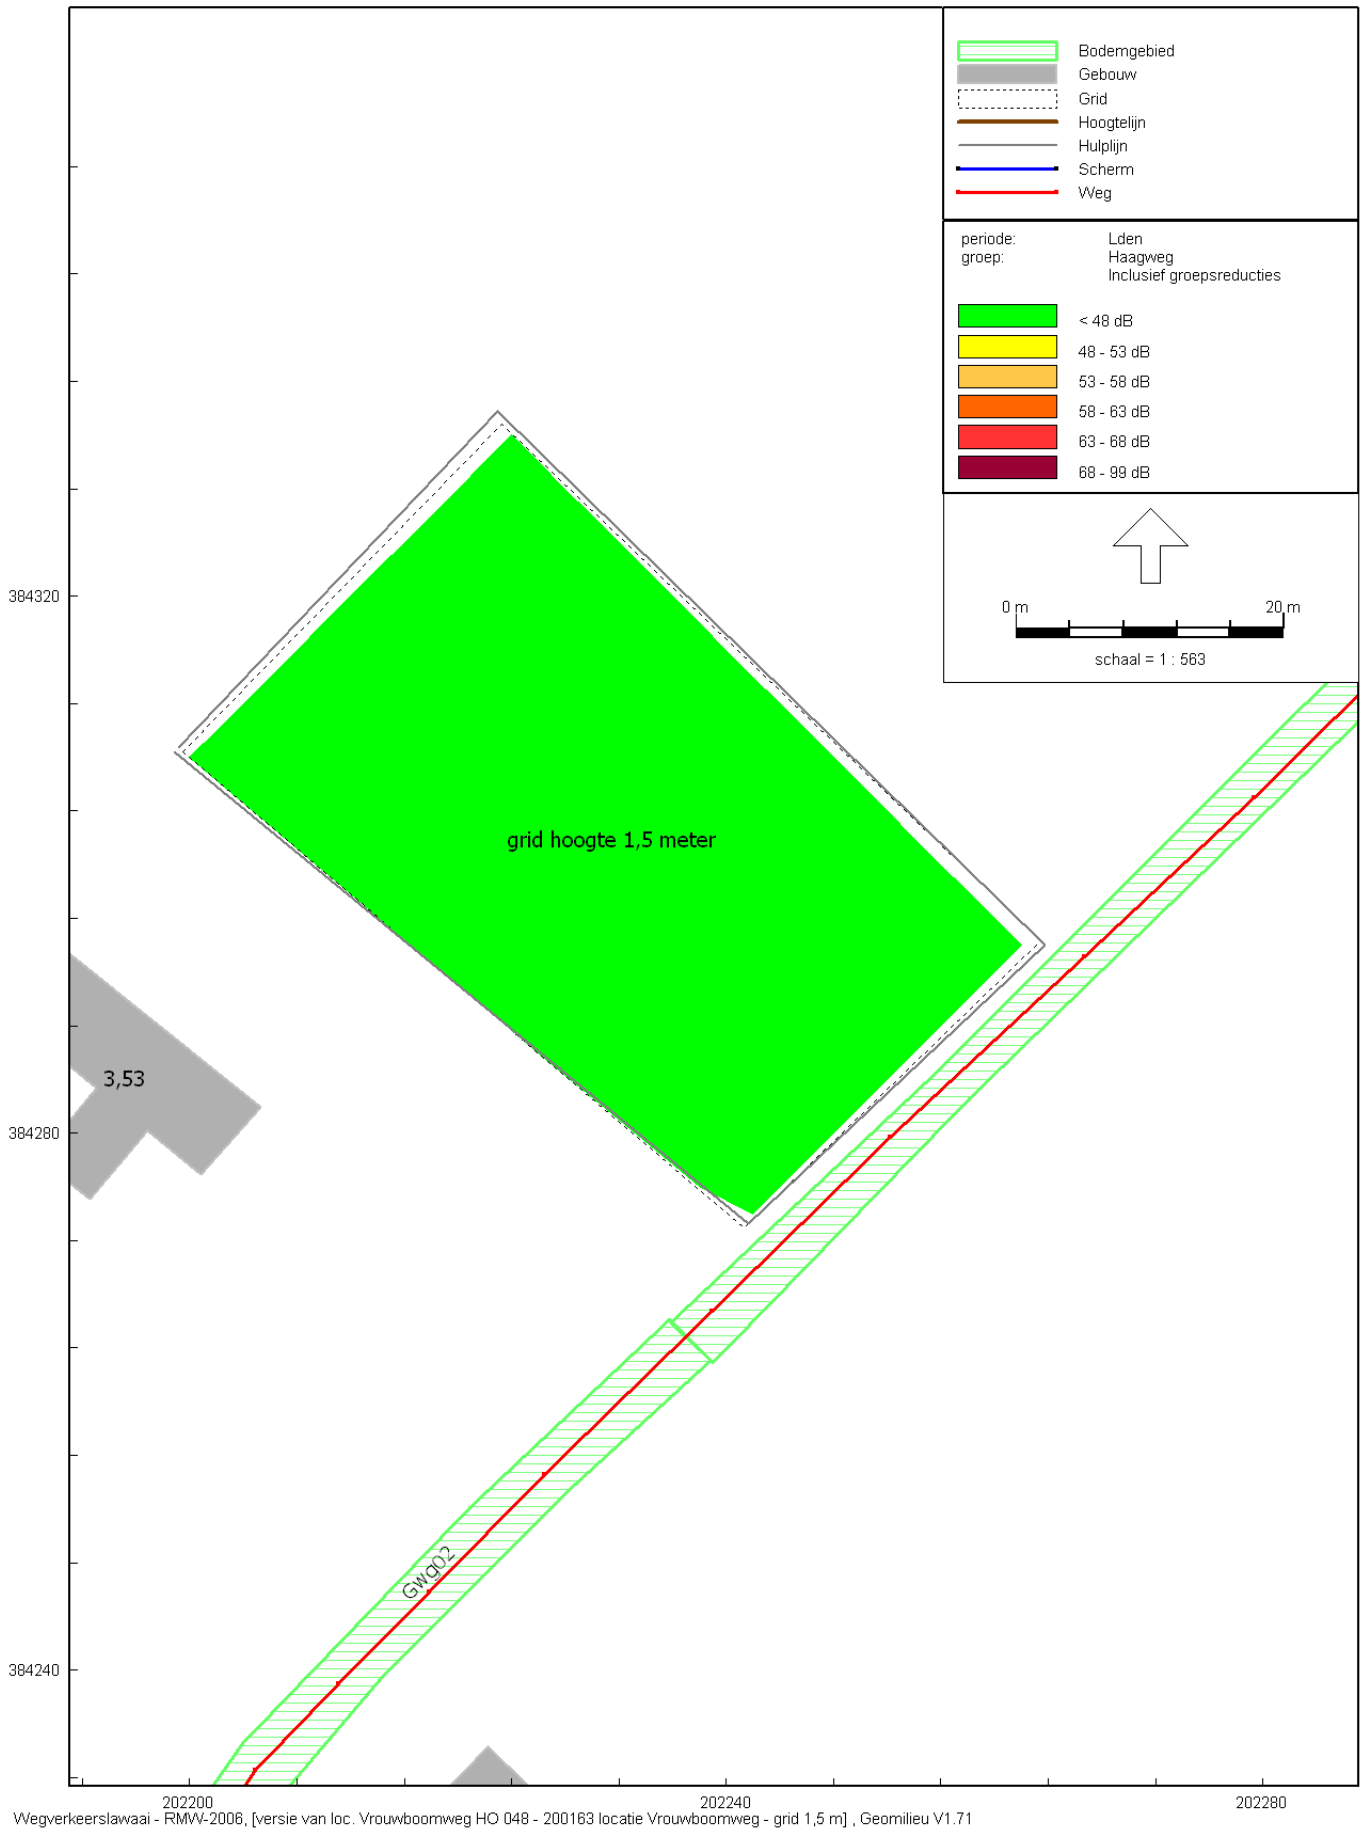 Bodemgebied
Gebouw
Grid
Hoogtelijn
Hulplijn
Scherm
Weg
periode: Lden
groep: Haagweg
Inclusief groepsreducties
< 48 dB
48 - 53 dB
53 - 58 dB
58 - 63 dB
63 - 68 dB
68 - 99 dB
0 m 20 m
schaal = 1 : 563
384320
grid hoogte 1,5 meter
3,53
384280
Gwg02
384240
202200 202240 202280
Wegverkeerslawaai - RMW-2006, [versie van loc. Vrouwboomweg HO 048 - 200163 locatie Vrouwboomweg - grid 1,5 m] , Geomilieu V1.71